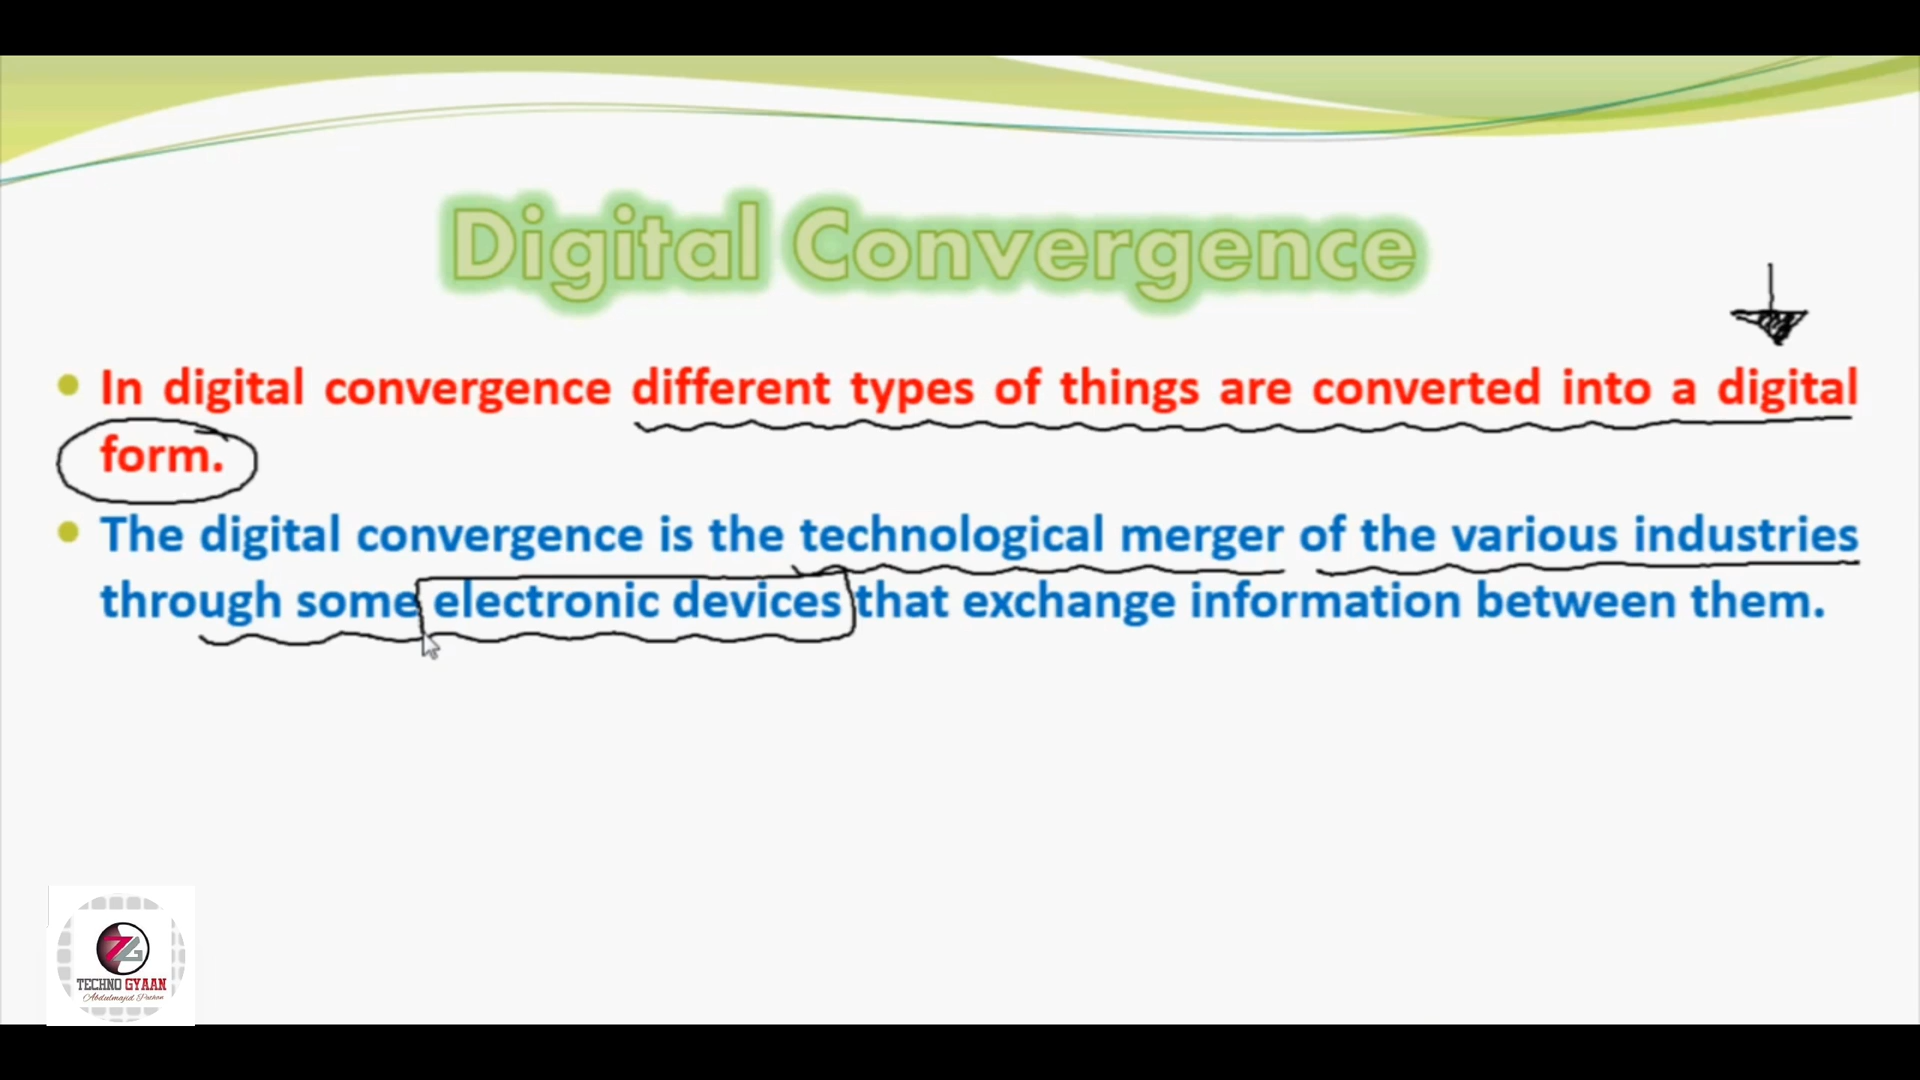 Digital Convergence
In digital convergence different types of things are converted into a digital
form.
The digital convergence is the technological merger of the various industries
through some electronic devices that exchange information between them.
TECHNO GYAAN
Abdulmajid Pathan